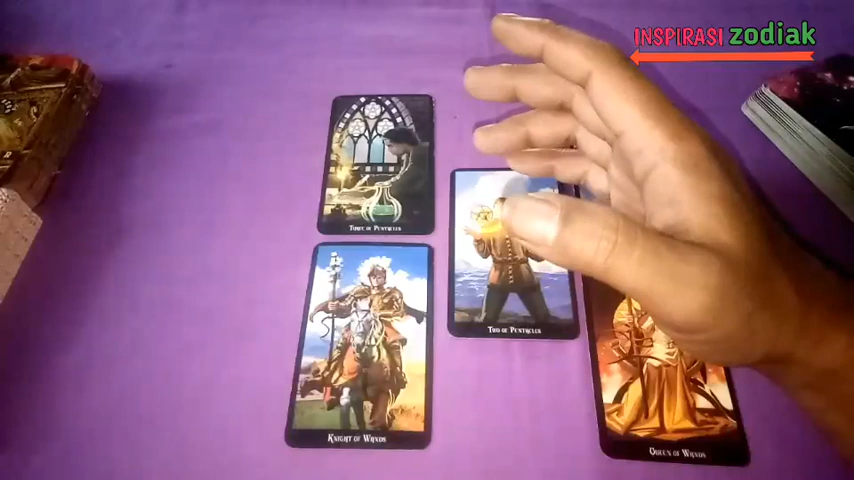 INSPIRASI zodiak
THREE OF PENTACLES
TWO OF PENTACLES
KNIGHT OF WANDS
QUEEN OF WANDS